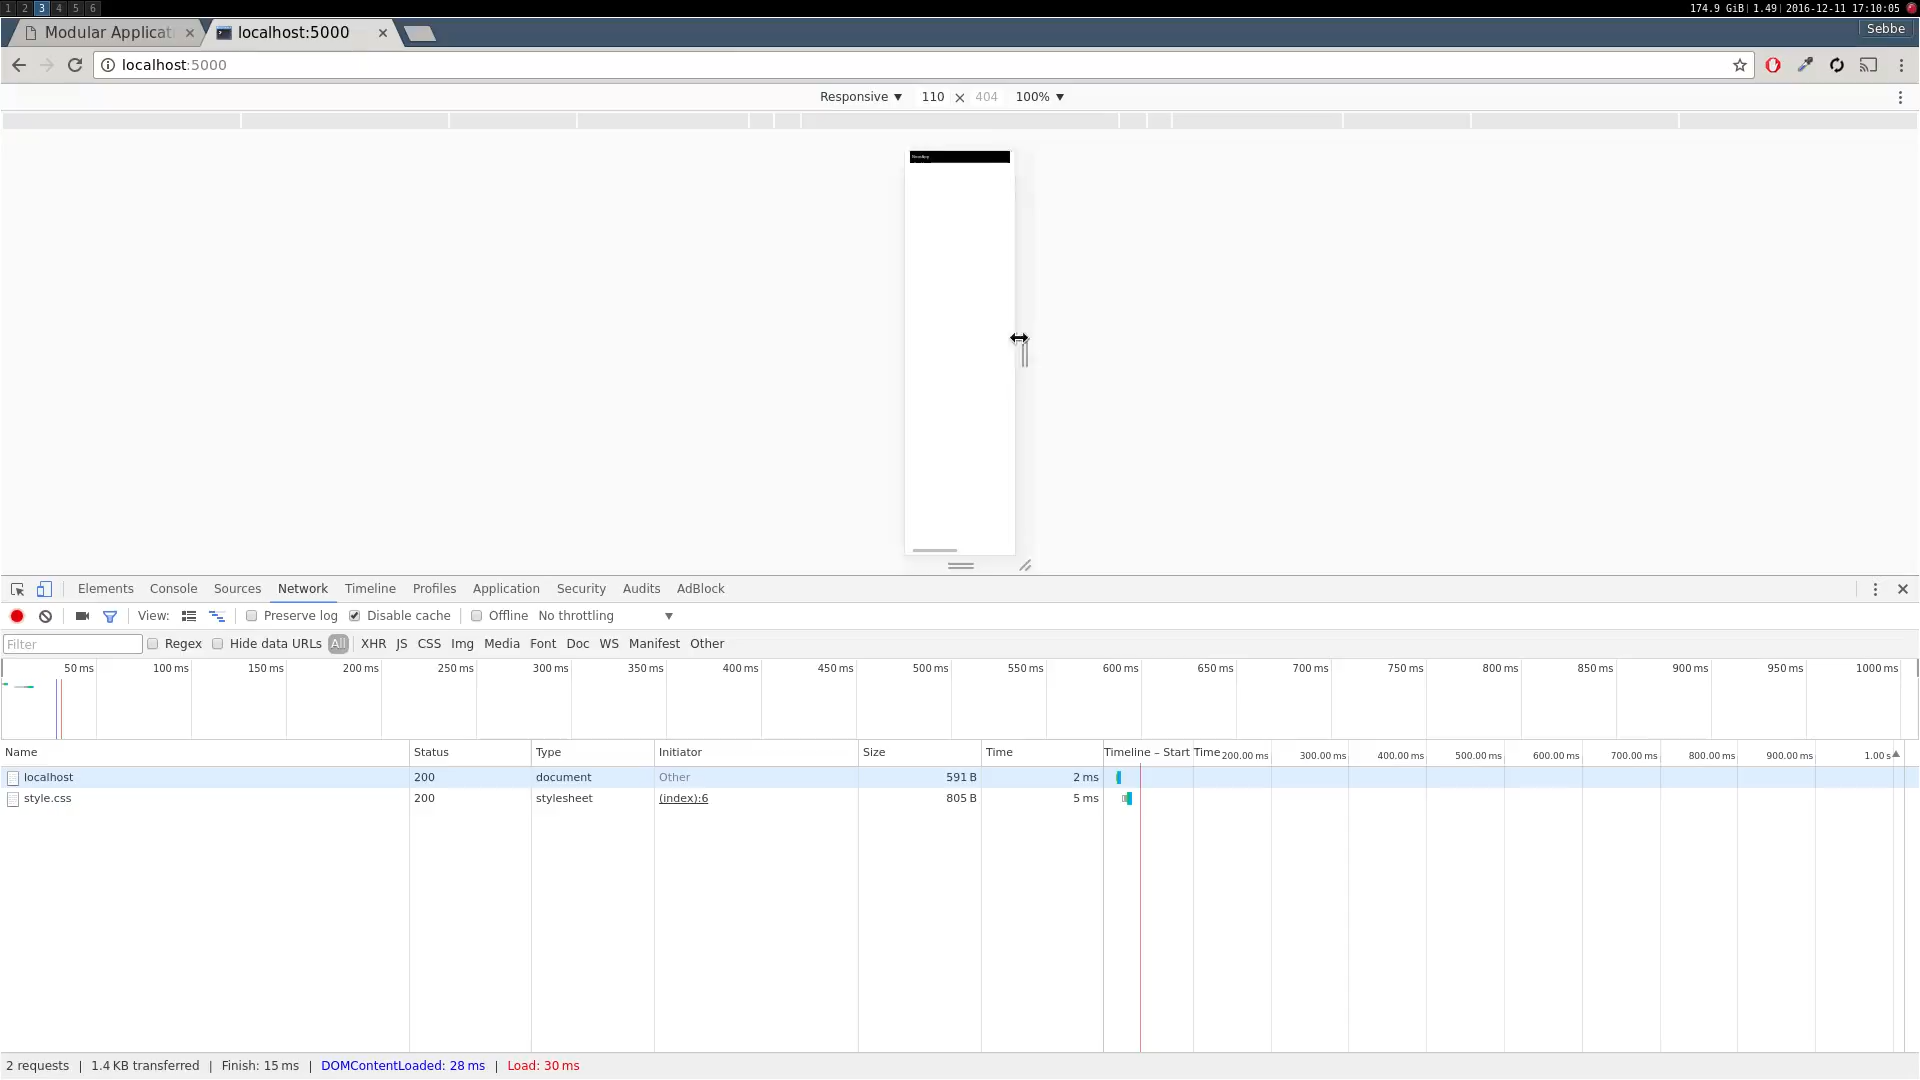 1 2 3 4 5 6 174.9 GiB| 1.49| 2016-12-11 17:10:05
Modular Applicat localhost:5000 Sebbe
localhost:5000
Responsive 110 × 404 100%
Elements Console Sources Network Timeline Profiles Application Security Audits AdBlock
View: Preserve log Disable cache Offline No throttling
Filter Regex Hide data URLs All XHR JS CSS Img Media Font Doc WS Manifest Other
50 ms 100 ms 150 ms 200 ms 250 ms 300 ms 350 ms 400 ms 450 ms 500 ms 550 ms 600 ms 650 ms 700 ms 750 ms 800 ms 850 ms 900 ms 950 ms 1000 ms
Name Status Type Initiator Size Time Timeline – Start Time 200.00 ms 300.00 ms 400.00 ms 500.00 ms 600.00 ms 700.00 ms 800.00 ms 900.00 ms 1.00 s
localhost 200 document Other 591 B 2 ms
style.css 200 stylesheet (index):6 805 B 5 ms
2 requests | 1.4 KB transferred | Finish: 15 ms | DOMContentLoaded: 28 ms | Load: 30 ms